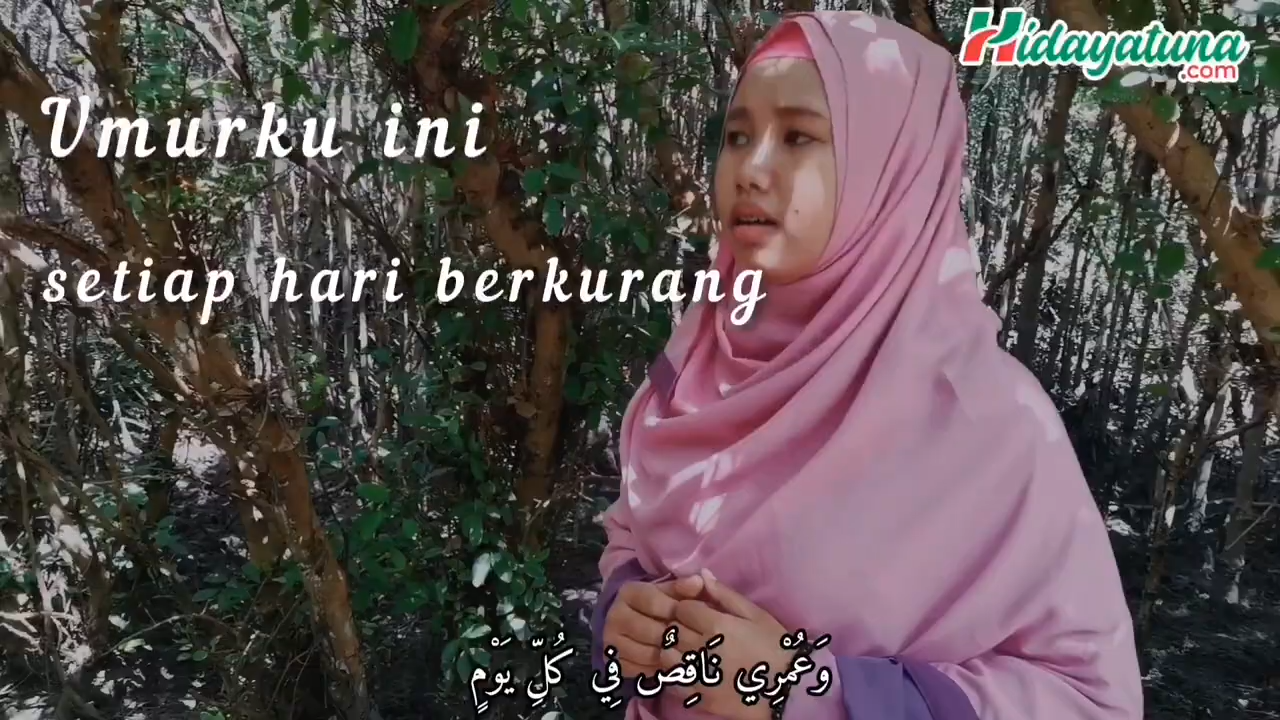 Hidayatuna
.com
Umurku ini
setiap hari berkurang
وَعُمْرِي نَاقِصٌ فِي كُلِّ يَوْمٍ